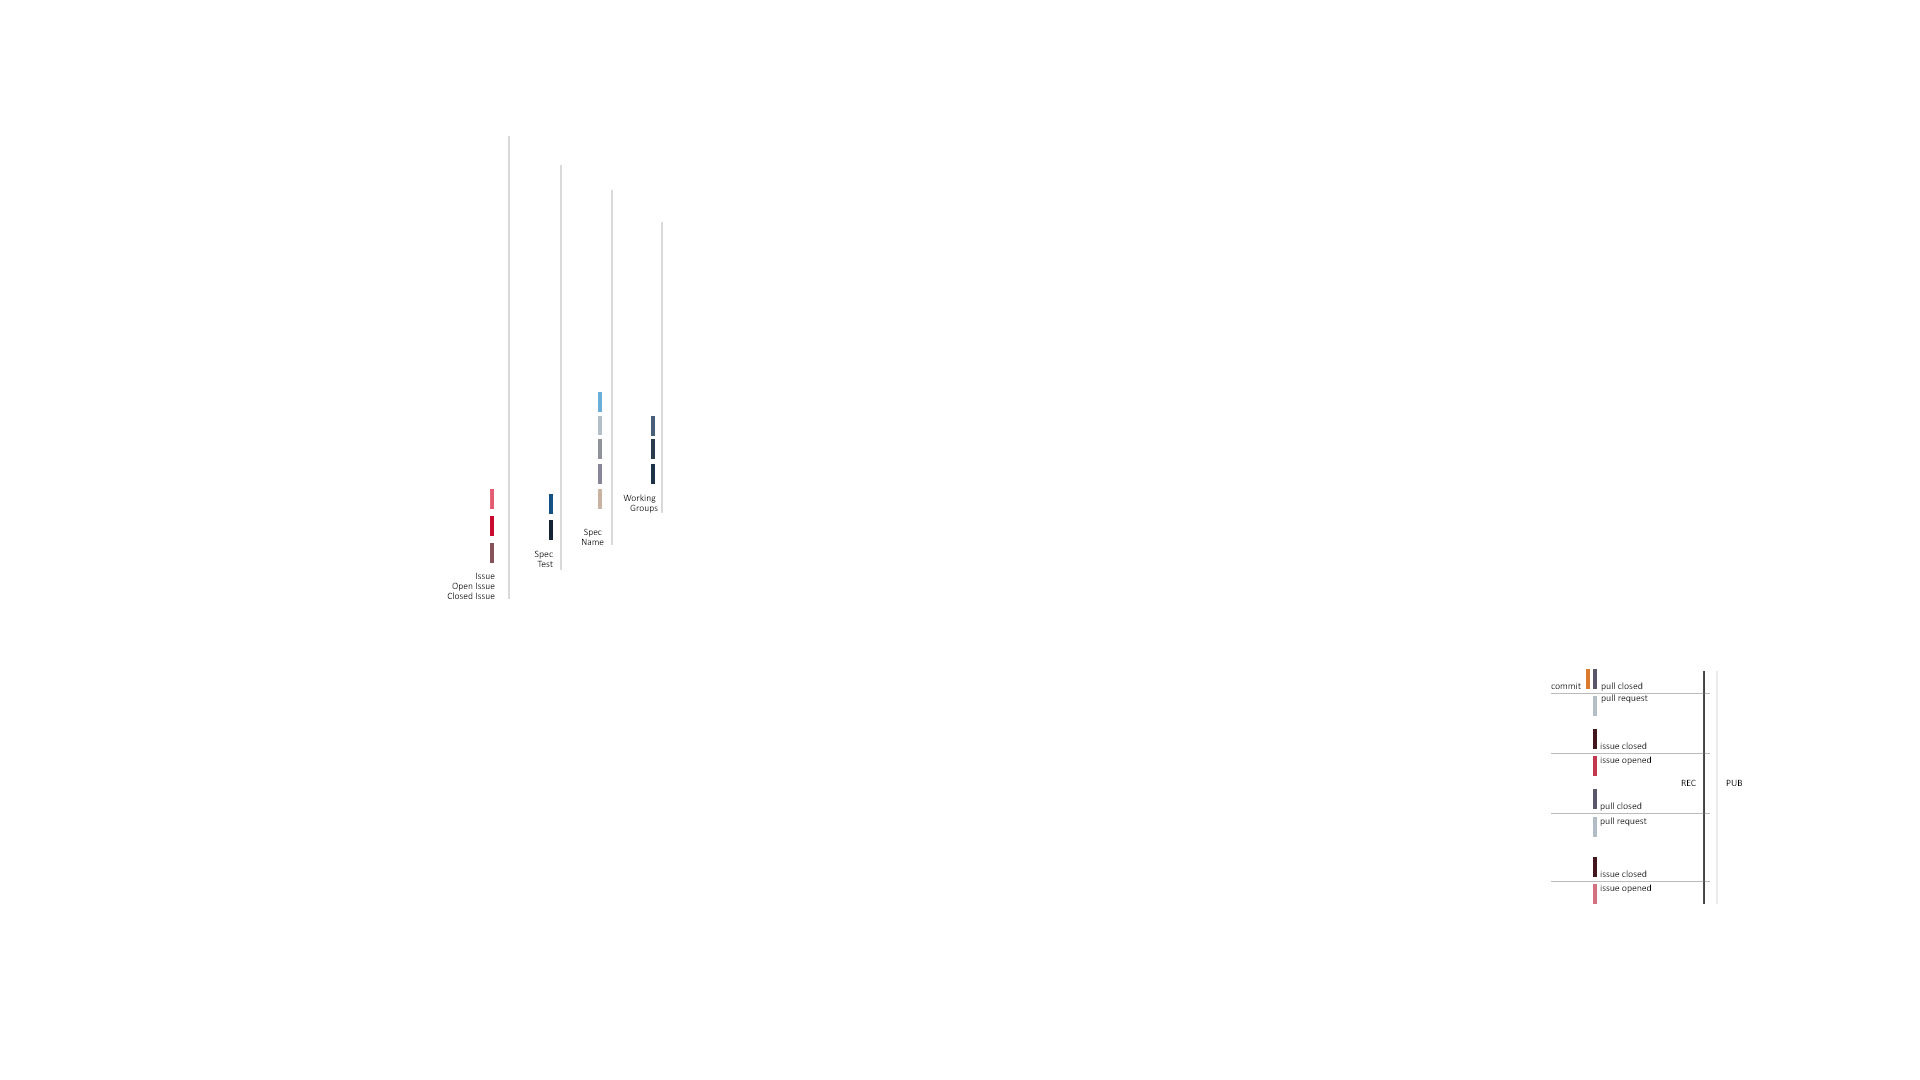 Working
Groups
Spec
Name
Spec
Test
Issue
Open Issue
Closed Issue
commit pull closed
pull request
issue closed
issue opened
REC PUB
pull closed
pull request
issue closed
issue opened